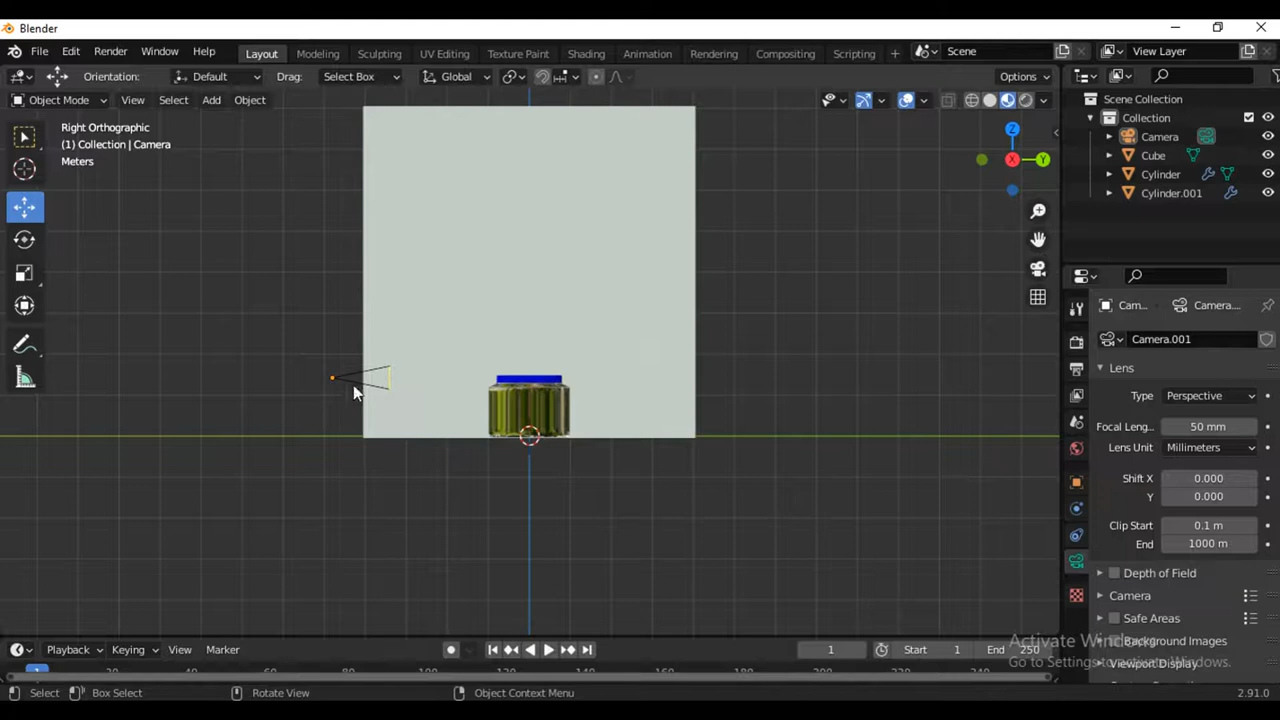 Blender
File Edit Render Window Help Layout Modeling Sculpting UV Editing Texture Paint Shading Animation Rendering Compositing Scripting + Scene View Layer
Orientation: Default Drag: Select Box Global Options
Object Mode View Select Add Object
Right Orthographic
(1) Collection | Camera
Meters
Z
X
Y
Scene Collection
Collection
Camera
Cube
Cylinder
Cylinder.001
Cam... Camera....
Camera.001
Lens
Type Perspective
Focal Leng... 50 mm
Lens Unit Millimeters
Shift X 0.000
Y 0.000
Clip Start 0.1 m
End 1000 m
Depth of Field
Camera
Safe Areas
Background Images
Viewport Display
Activate Windows
Go to Settings to activate Windows.
Playback Keying View Marker 1 Start 1 End 250
1
Select Box Select Rotate View Object Context Menu 2.91.0